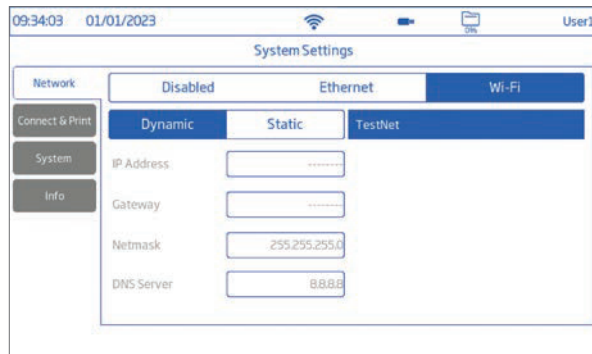 09:34:03 01/01/2023 0% User1
System Settings
Network Disabled Ethernet Wi-Fi
Connect & Print Dynamic Static TestNet
System IP Address --------
Info
Gateway --------
Netmask 255.255.255.0
DNS Server 8.8.8.8